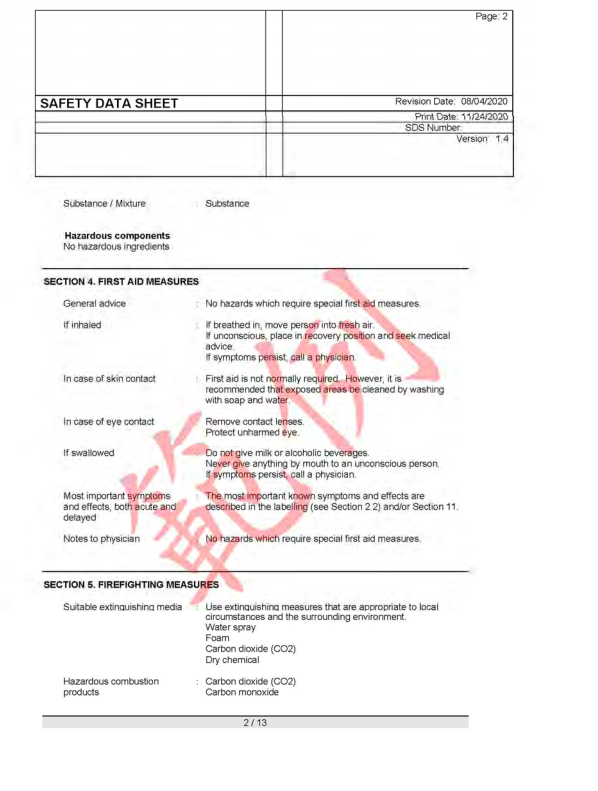 Page: 2
SAFETY DATA SHEET
Revision Date: 08/04/2020
Print Date: 11/24/2020
SDS Number:
Version : 1.4
Substance / Mixture : Substance
Hazardous components
No hazardous ingredients
SECTION 4. FIRST AID MEASURES
General advice : No hazards which require special first aid measures.
If inhaled : If breathed in, move person into fresh air.
If unconscious, place in recovery position and seek medical
advice.
If symptoms persist, call a physician.
In case of skin contact : First aid is not normally required. However, it is
recommended that exposed areas be cleaned by washing
with soap and water.
In case of eye contact : Remove contact lenses.
Protect unharmed eye.
If swallowed : Do not give milk or alcoholic beverages.
Never give anything by mouth to an unconscious person.
If symptoms persist, call a physician.
Most important symptoms : The most important known symptoms and effects are
and effects, both acute and described in the labelling (see Section 2.2) and/or Section 11.
delayed
Notes to physician : No hazards which require special first aid measures.
SECTION 5. FIREFIGHTING MEASURES
Suitable extinguishing media : Use extinguishing measures that are appropriate to local
circumstances and the surrounding environment.
Water spray
Foam
Carbon dioxide (CO2)
Dry chemical
Hazardous combustion : Carbon dioxide (CO2)
products Carbon monoxide
2 / 13
範例